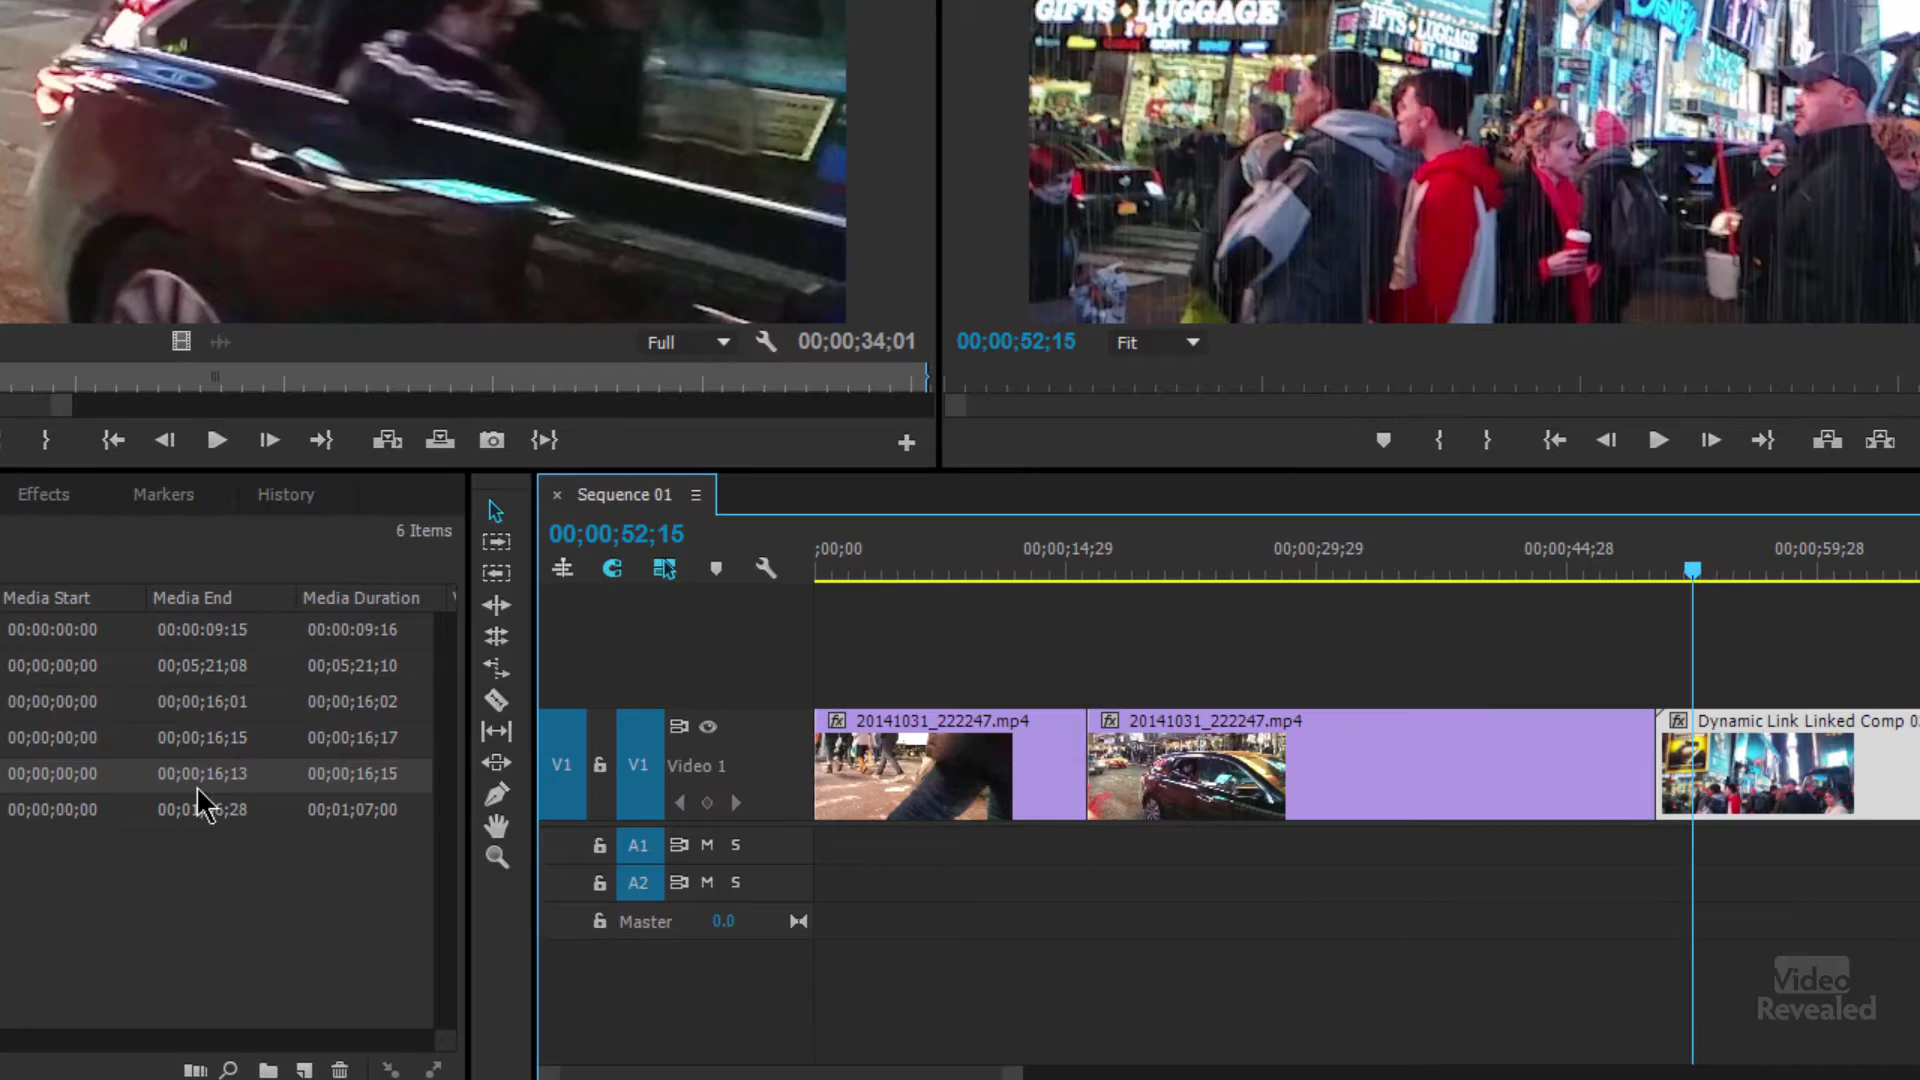 GIFTS LUGGAGE
GIFTS LUGGAGE
Full
00;00;34;01
00;00;52;15
Fit
Effects
Markers
History
Sequence 01
6 Items
00;00;52;15
;00;00
00;00;14;29
00;00;29;29
00;00;44;28
00;00;59;28
Media Start
Media End
Media Duration
00:00:00:00
00:00:09:15
00:00:09:16
00;00;00;00
00;05;21;08
00;05;21;10
00;00;00;00
00;00;16;01
00;00;16;02
00;00;00;00
00;00;16;15
00;00;16;17
00;00;00;00
00;00;16;13
00;00;16;15
00;00;00;00
00;01;07;00
V1
V1
Video 1
fx 20141031_222247.mp4
fx 20141031_222247.mp4
fx Dynamic Link Linked Comp
A1
M
S
A2
M
S
Master
0.0
Video
Revealed